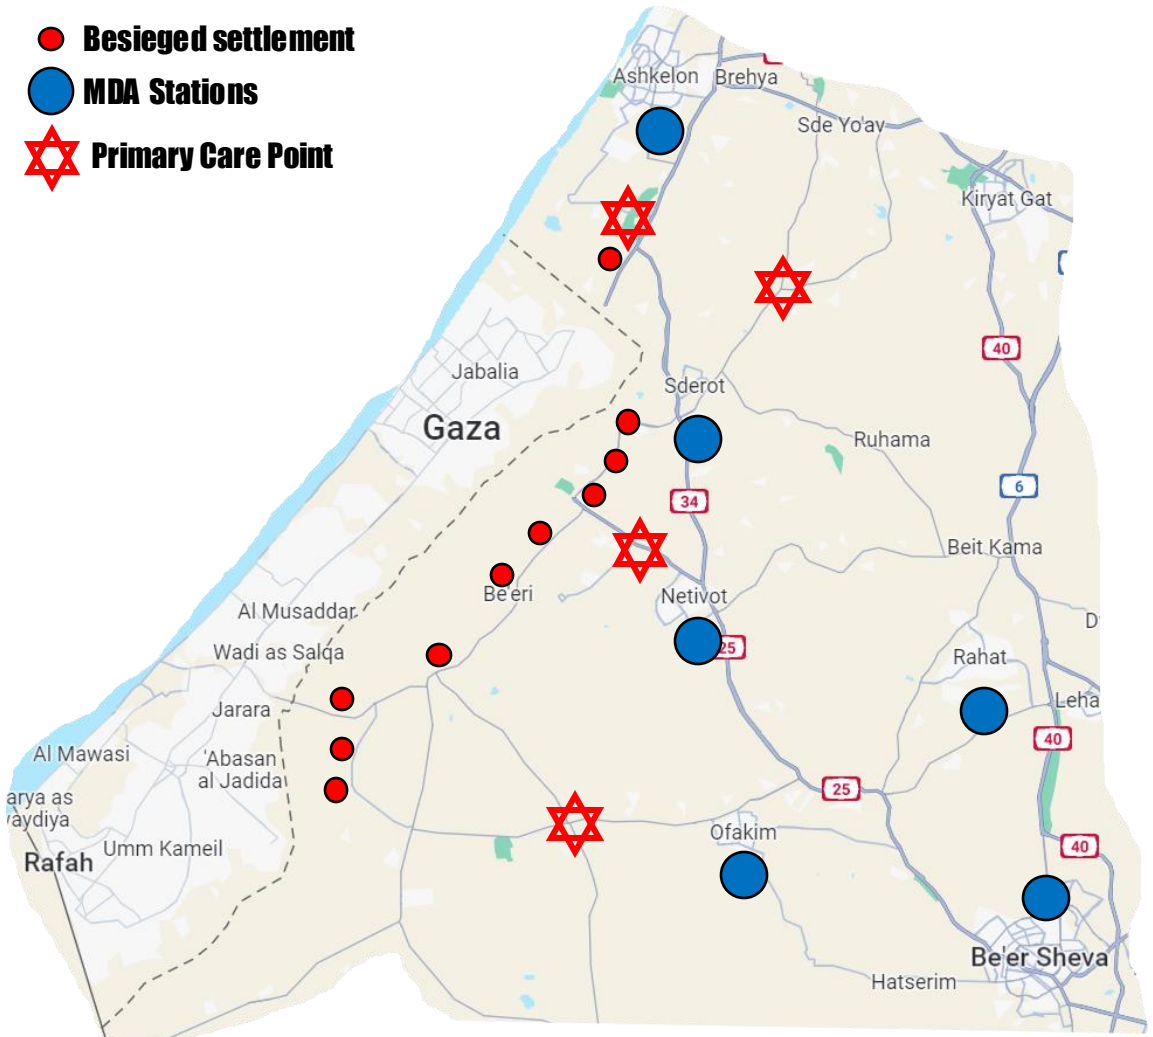 Besieged settlement
MDA Stations
Primary Care Point
Ashkelon
Brehya
Sde Yo'av
Kiryat Gat
40
Jabalia
Sderot
Gaza
Ruhama
6
34
Beit Kama
Be'eri
Netivot
Al Musaddar
25
Wadi as Salqa
Rahat
Leha
Jarara
40
Al Mawasi
'Abasan
al Jadida
25
arya as
Ofakim
Umm Kameil
40
Rafah
Be'er Sheva
Hatserim